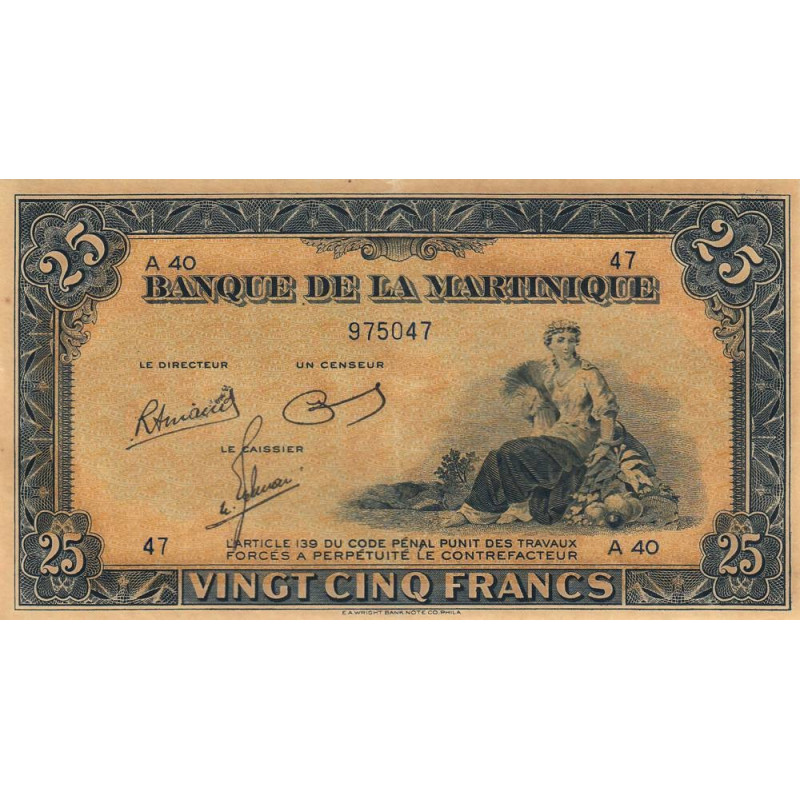 25 25
A 40 47
BANQUE DE LA MARTINIQUE
975047
LE DIRECTEUR UN CENSEUR
LE CAISSIER
47 A 40
L'ARTICLE 139 DU CODE PÉNAL PUNIT DES TRAVAUX
FORCÉS A PERPÉTUITÉ LE CONTREFACTEUR
25 25
VINGT CINQ FRANCS
E.A.WRIGHT BANK NOTE CO. PHILA